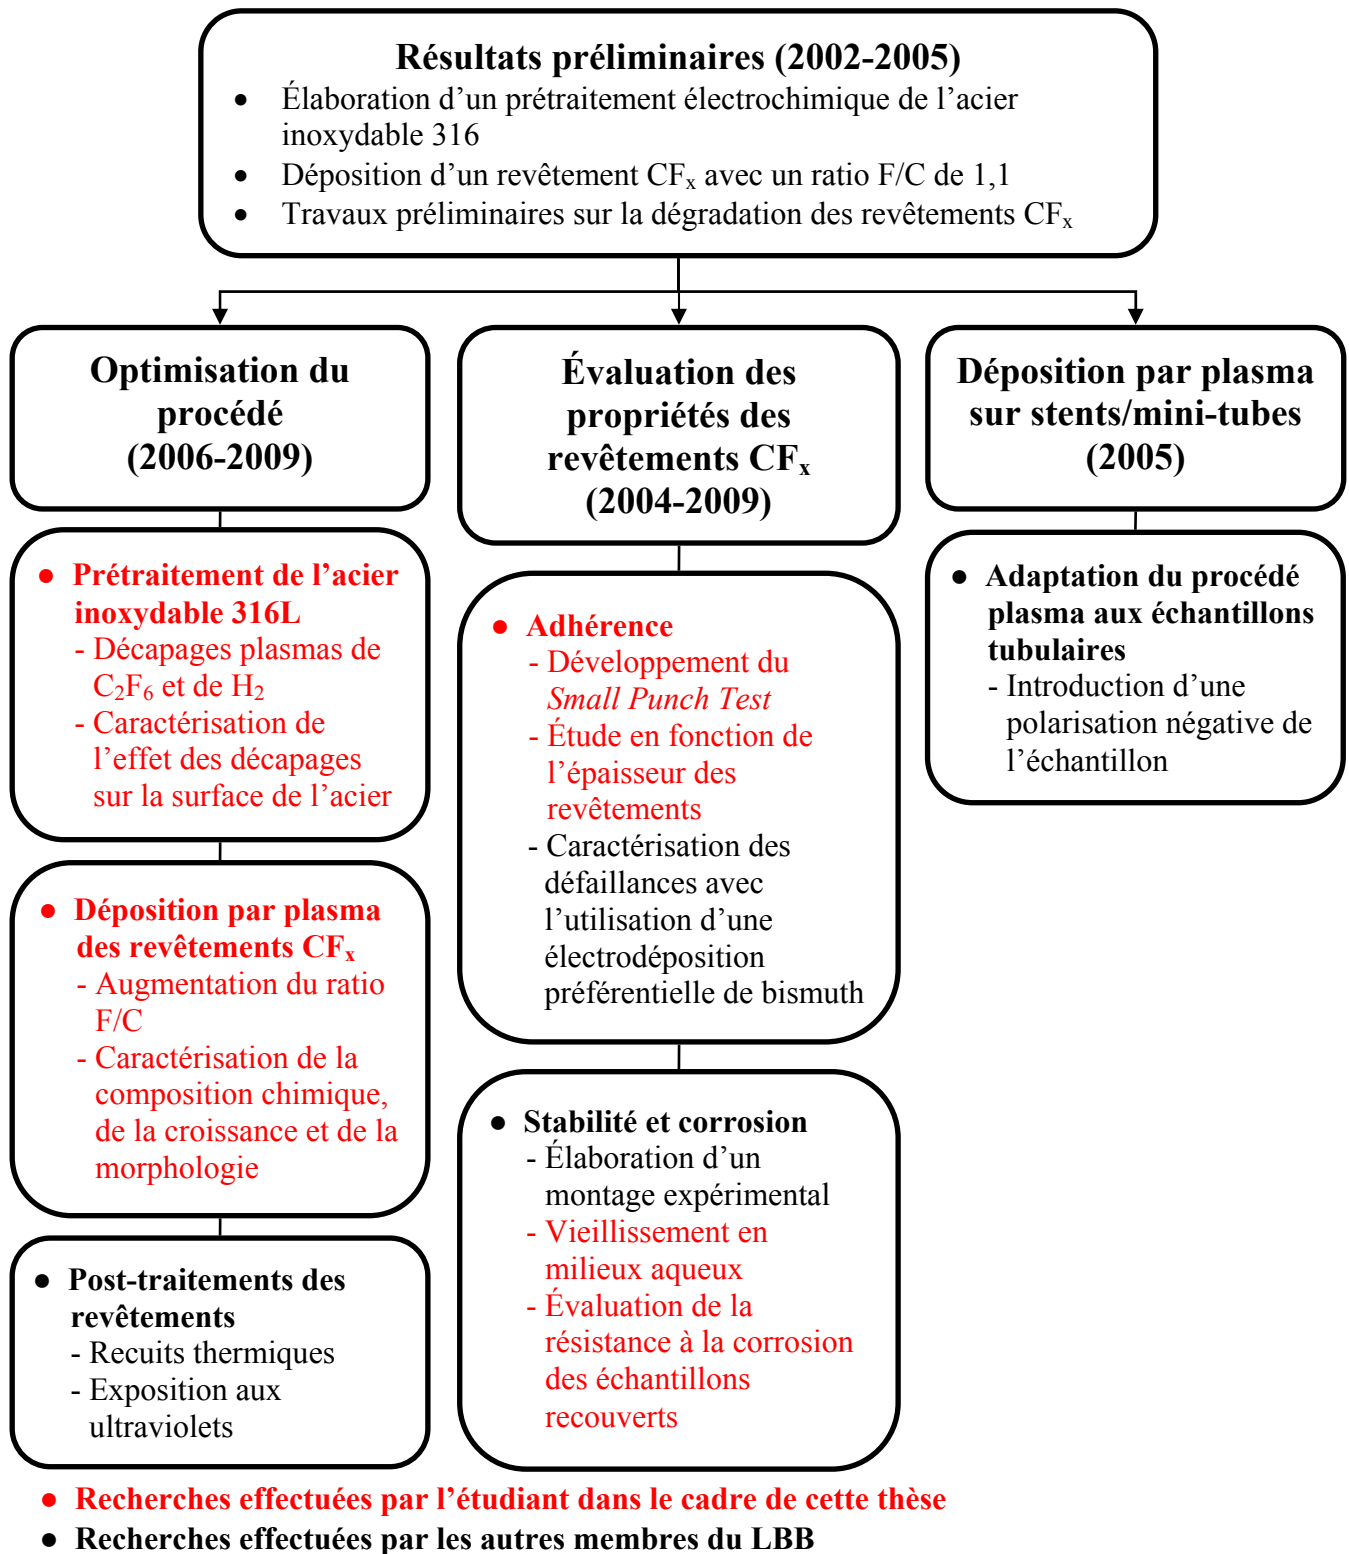 Résultats préliminaires (2002-2005)
• Élaboration d’un prétraitement électrochimique de l’acier
inoxydable 316
• Déposition d’un revêtement CFₓ avec un ratio F/C de 1,1
• Travaux préliminaires sur la dégradation des revêtements CFₓ
Optimisation du
procédé
(2006-2009)
● Prétraitement de l’acier
inoxydable 316L
- Décapages plasmas de
C₂F₆ et de H₂
- Caractérisation de
l’effet des décapages
sur la surface de l’acier
● Déposition par plasma
des revêtements CFₓ
- Augmentation du ratio
F/C
- Caractérisation de la
composition chimique,
de la croissance et de la
morphologie
● Post-traitements des
revêtements
- Recuits thermiques
- Exposition aux
ultraviolets
Évaluation des
propriétés des
revêtements CFₓ
(2004-2009)
● Adhérence
- Développement du
Small Punch Test
- Étude en fonction de
l’épaisseur des
revêtements
- Caractérisation des
défaillances avec
l’utilisation d’une
électrodéposition
préférentielle de bismuth
● Stabilité et corrosion
- Élaboration d’un
montage expérimental
- Vieillissement en
milieux aqueux
- Évaluation de la
résistance à la corrosion
des échantillons
recouverts
Déposition par plasma
sur stents/mini-tubes
(2005)
● Adaptation du procédé
plasma aux échantillons
tubulaires
- Introduction d’une
polarisation négative de
l’échantillon
● Recherches effectuées par l’étudiant dans le cadre de cette thèse
● Recherches effectuées par les autres membres du LBB